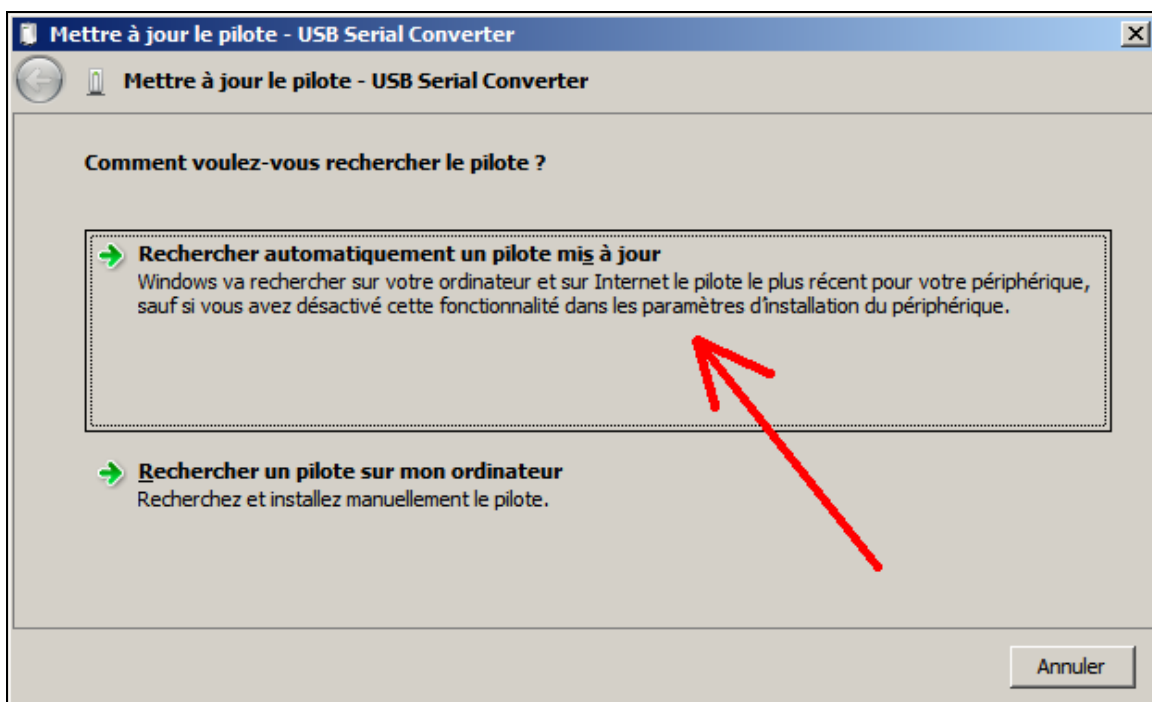 Mettre à jour le pilote - USB Serial Converter
Mettre à jour le pilote - USB Serial Converter
Comment voulez-vous rechercher le pilote ?
Rechercher automatiquement un pilote mis à jour
Windows va rechercher sur votre ordinateur et sur Internet le pilote le plus récent pour votre périphérique,
sauf si vous avez désactivé cette fonctionnalité dans les paramètres d'installation du périphérique.
Rechercher un pilote sur mon ordinateur
Recherchez et installez manuellement le pilote.
Annuler